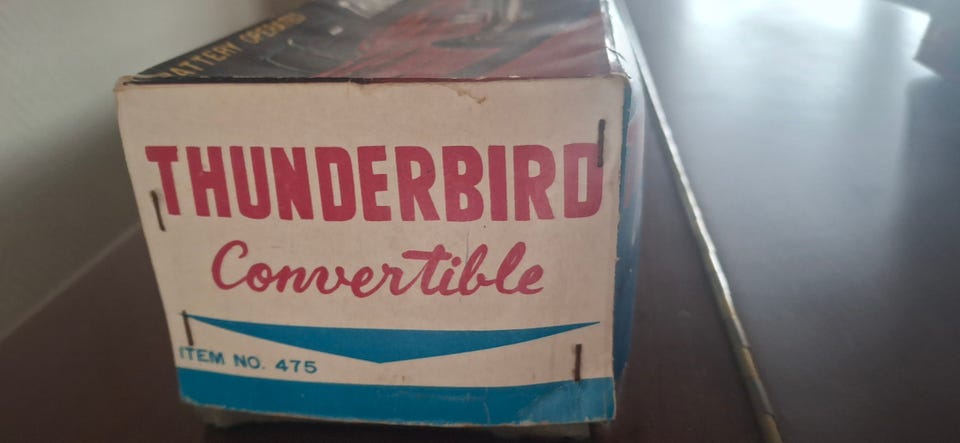 BATTERY OPERATED
THUNDERBIRD
Convertible
ITEM NO. 475